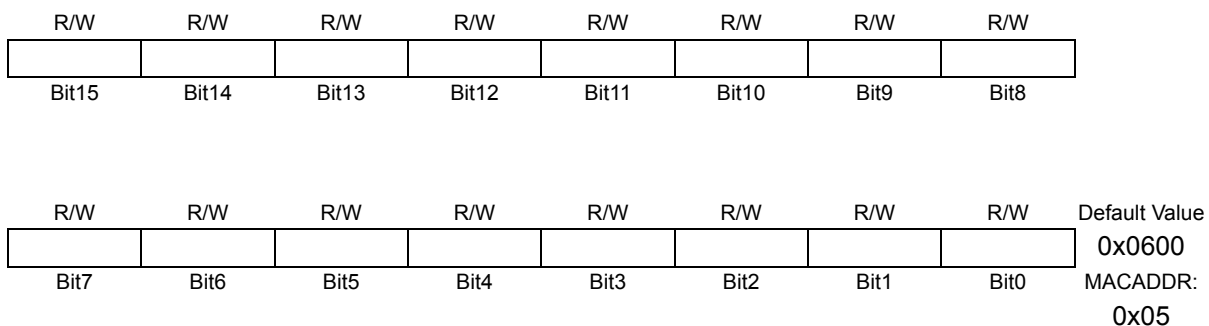 R/W R/W R/W R/W R/W R/W R/W R/W
Bit15 Bit14 Bit13 Bit12 Bit11 Bit10 Bit9 Bit8
R/W R/W R/W R/W R/W R/W R/W R/W Default Value
0x0600
Bit7 Bit6 Bit5 Bit4 Bit3 Bit2 Bit1 Bit0 MACADDR:
0x05